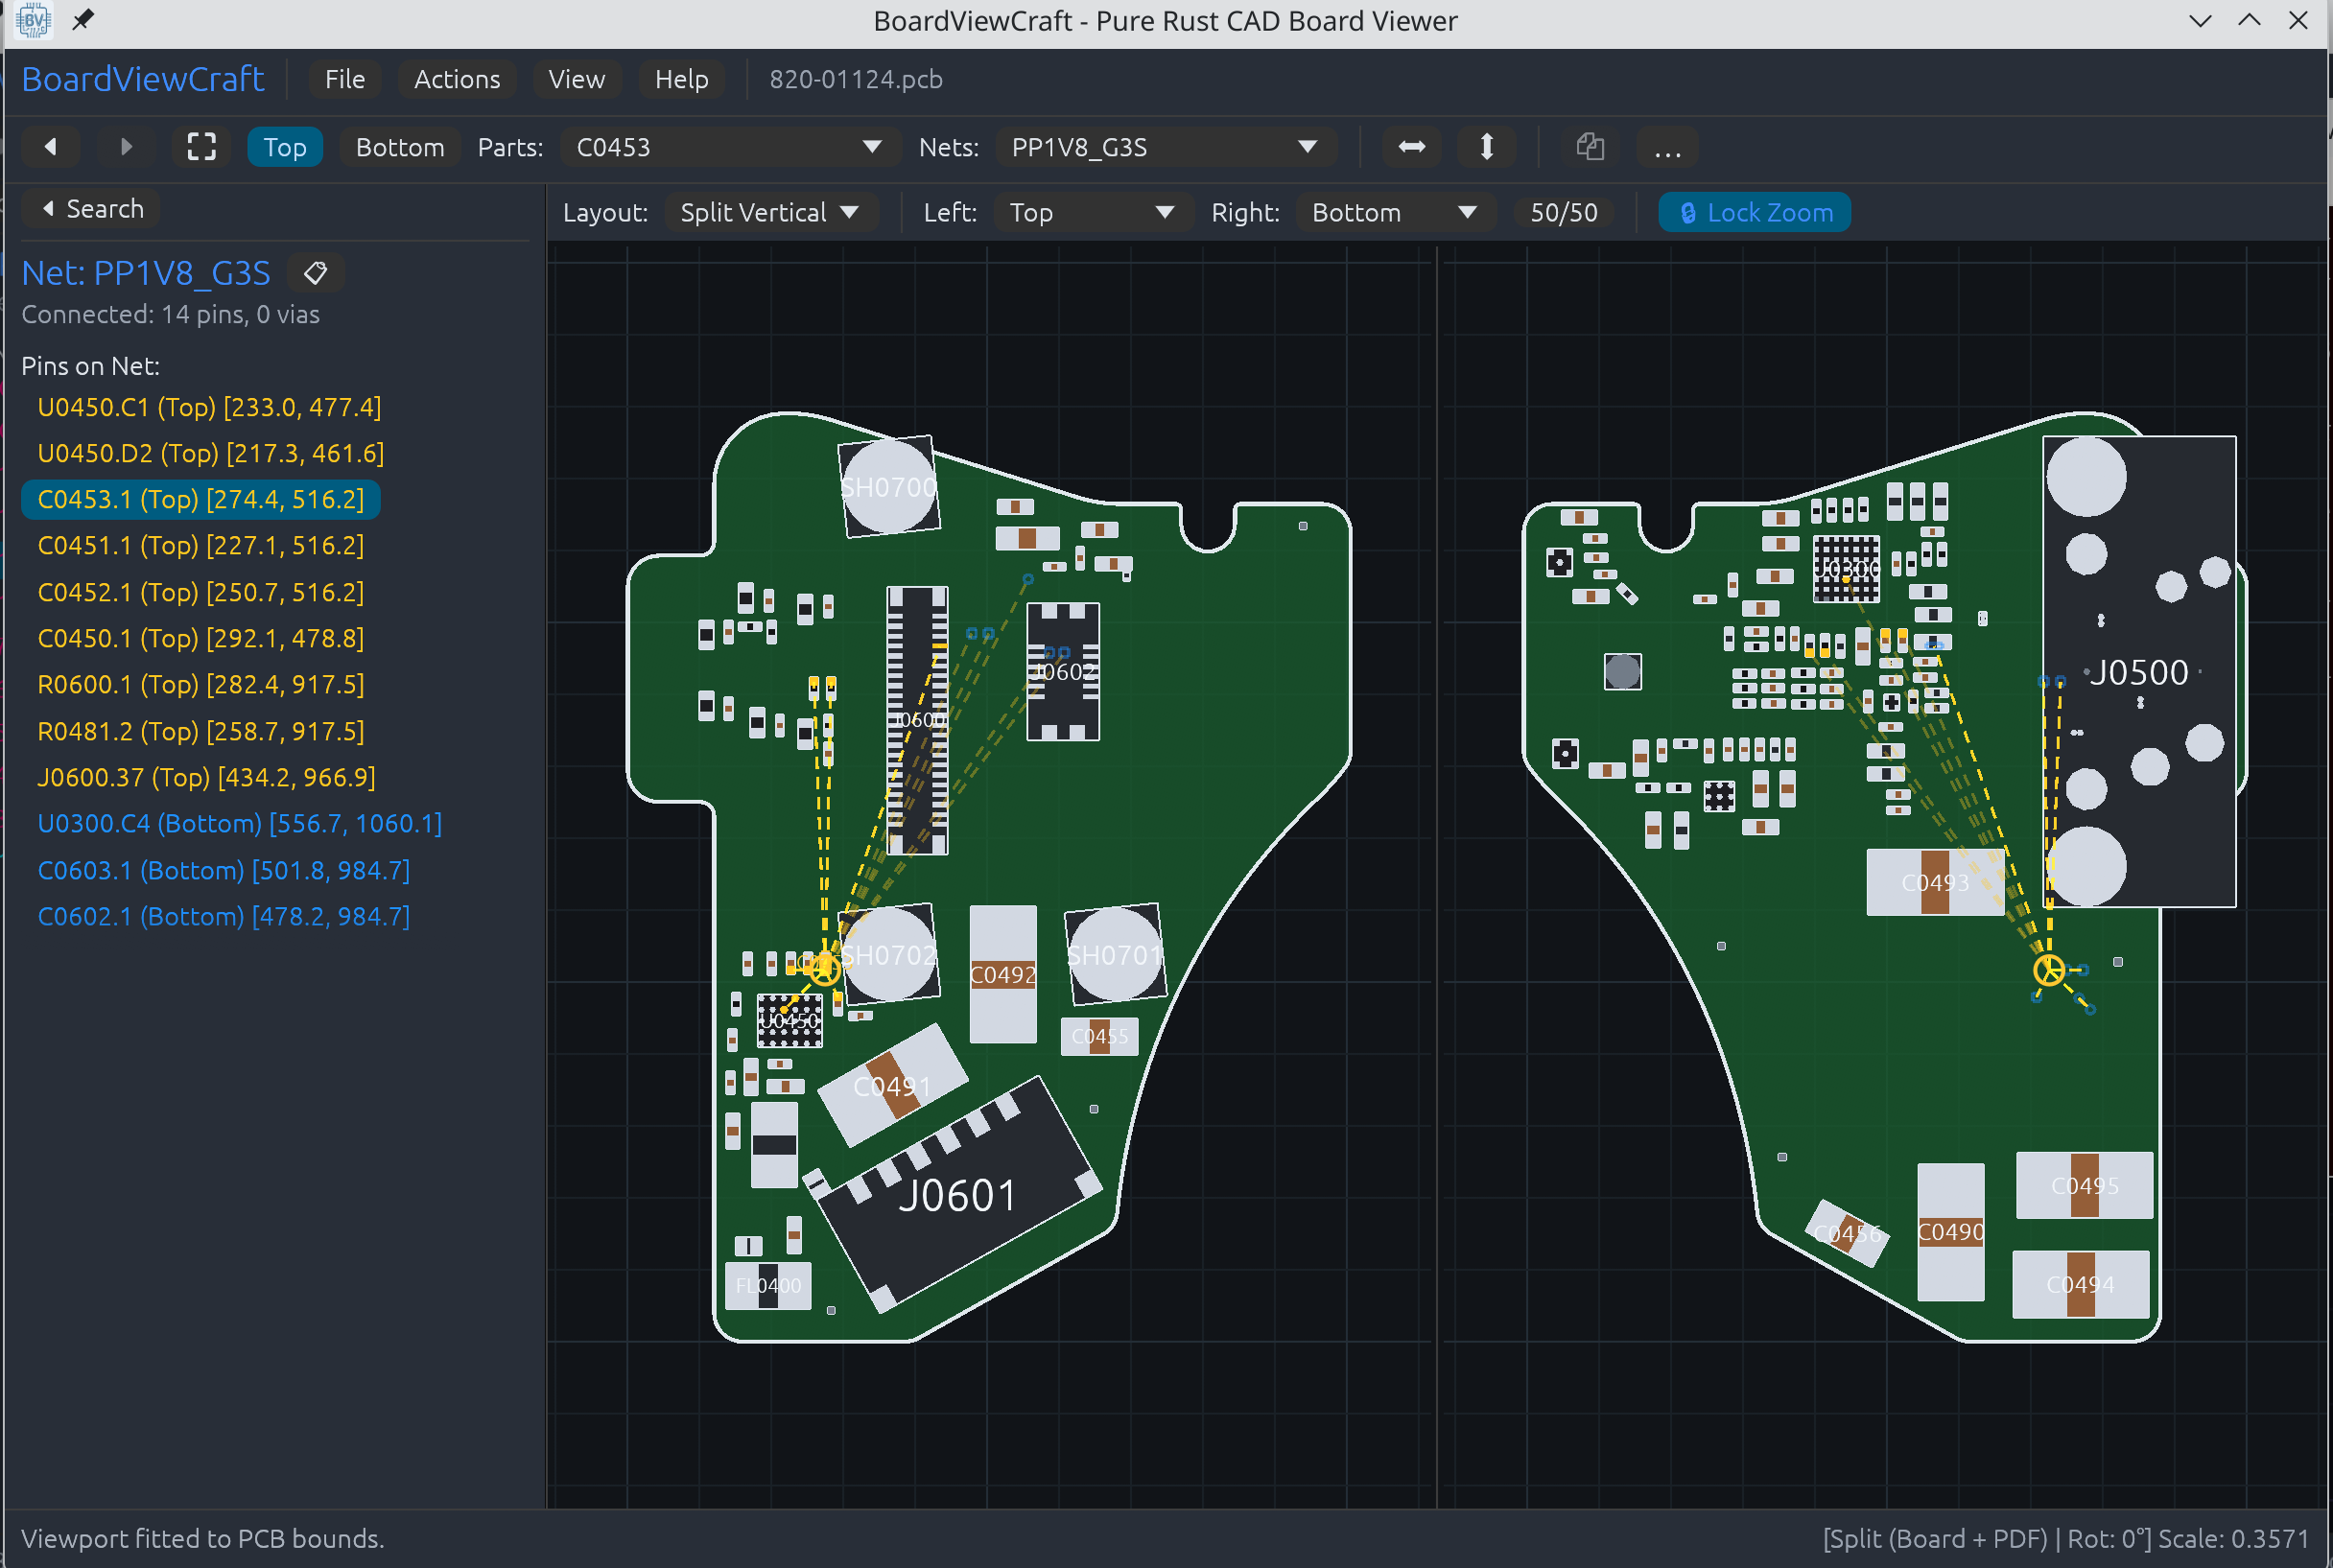 BoardViewCraft - Pure Rust CAD Board Viewer
BoardViewCraft File Actions View Help 820-01124.pcb
Top Bottom Parts: C0453 Nets: PP1V8_G3S ...
Search
Layout: Split Vertical Left: Top Right: Bottom 50/50 Lock Zoom
Net: PP1V8_G3S
Connected: 14 pins, 0 vias
Pins on Net:
U0450.C1 (Top) [233.0, 477.4]
U0450.D2 (Top) [217.3, 461.6]
C0453.1 (Top) [274.4, 516.2]
C0451.1 (Top) [227.1, 516.2]
C0452.1 (Top) [250.7, 516.2]
C0450.1 (Top) [292.1, 478.8]
R0600.1 (Top) [282.4, 917.5]
R0481.2 (Top) [258.7, 917.5]
J0600.37 (Top) [434.2, 966.9]
U0300.C4 (Bottom) [556.7, 1060.1]
C0603.1 (Bottom) [501.8, 984.7]
C0602.1 (Bottom) [478.2, 984.7]
SH0700
J0602
J0600
SH0702
C0492
SH0701
U0450
C0455
C0491
J0601
FL0400
U0300
J0500
C0493
C0495
C0456
C0490
C0494
Viewport fitted to PCB bounds.
[Split (Board + PDF) | Rot: 0°] Scale: 0.3571